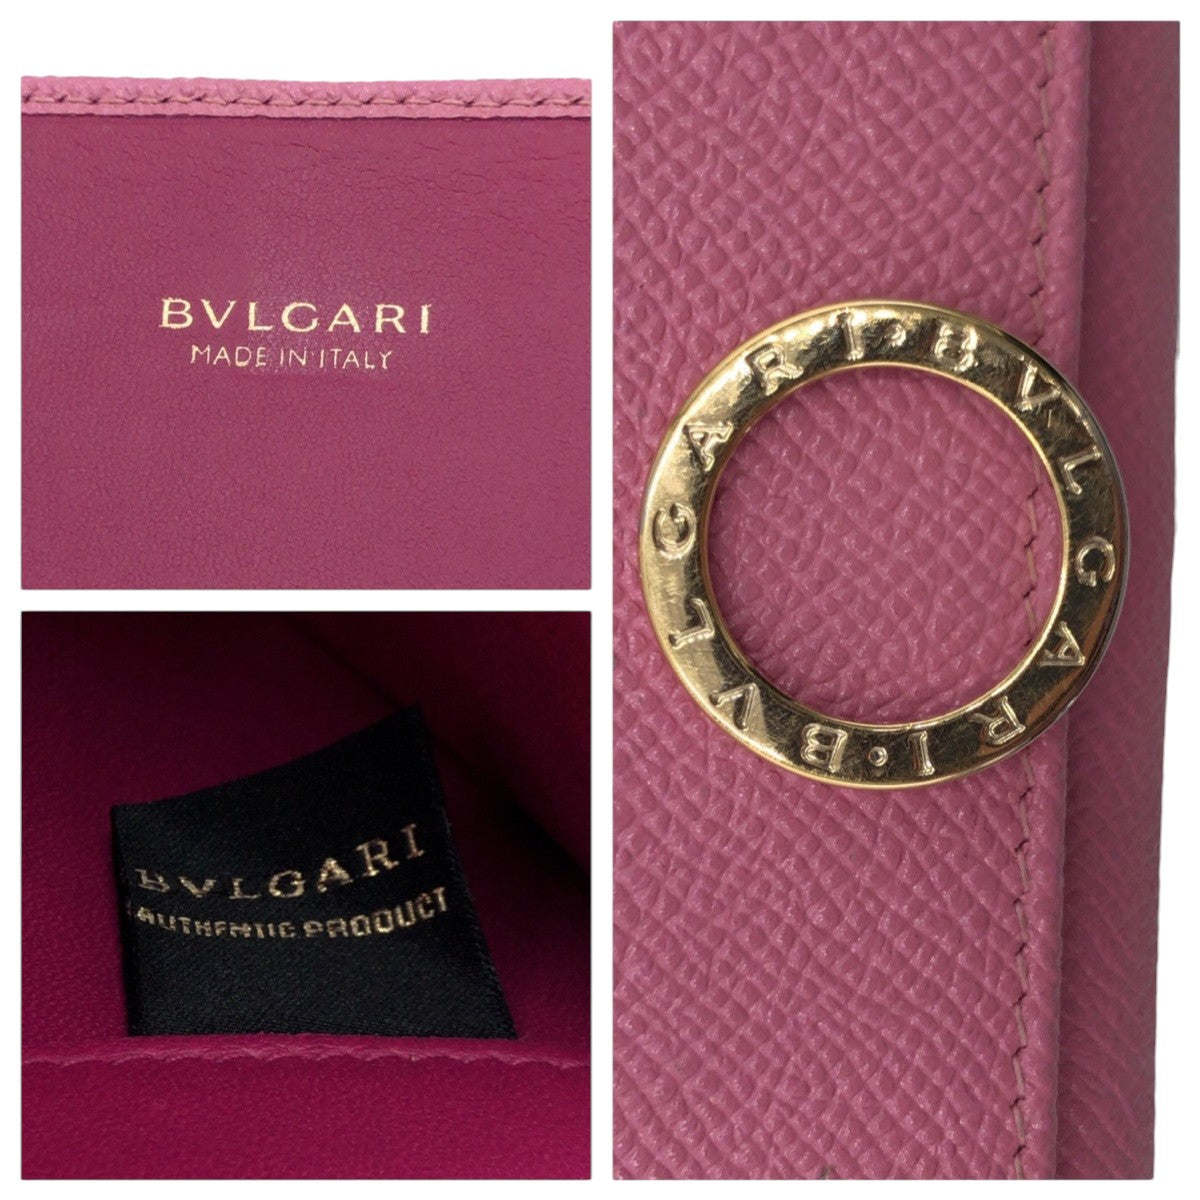 BVLGARI
MADE IN ITALY
BVLGARI
AUTHENTIC PRODUCT
BVLGARI • BVLGARI •